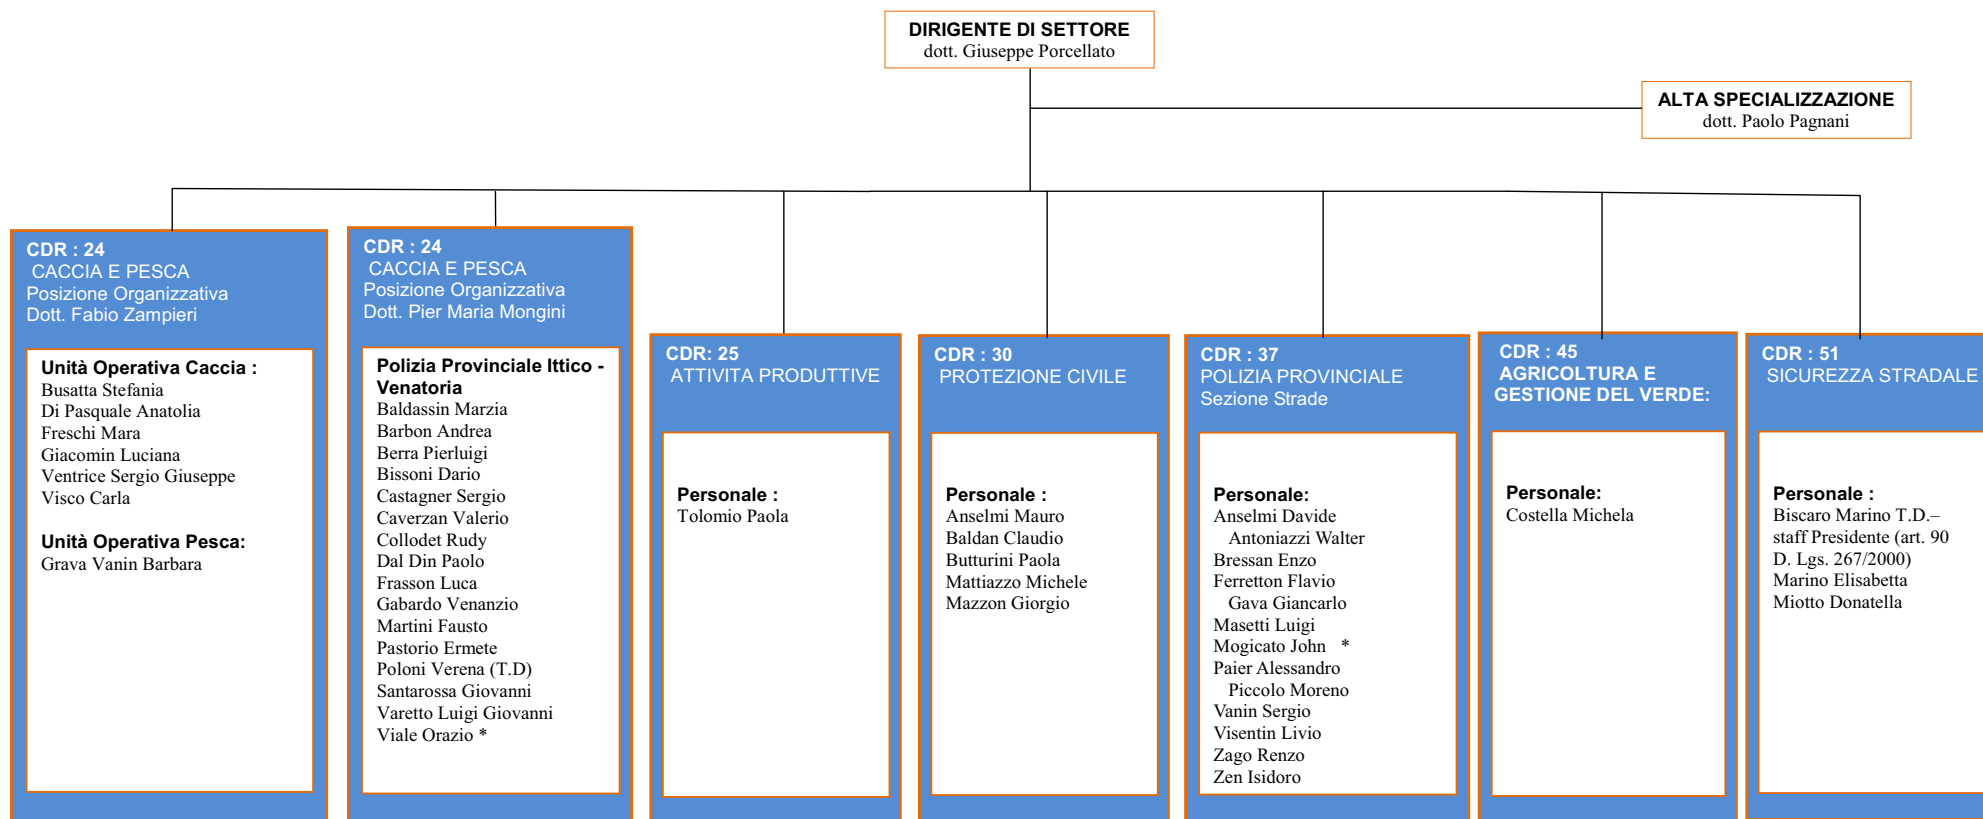 DIRIGENTE DI SETTORE
dott. Giuseppe Porcellato
ALTA SPECIALIZZAZIONE
dott. Paolo Pagnani
CDR : 24
CACCIA E PESCA
Posizione Organizzativa
Dott. Fabio Zampieri
Unità Operativa Caccia :
Busatta Stefania
Di Pasquale Anatolia
Freschi Mara
Giacomin Luciana
Ventrice Sergio Giuseppe
Visco Carla
Unità Operativa Pesca:
Grava Vanin Barbara
CDR : 24
CACCIA E PESCA
Posizione Organizzativa
Dott. Pier Maria Mongini
Polizia Provinciale Ittico -
Venatoria
Baldassin Marzia
Barbon Andrea
Berra Pierluigi
Bissoni Dario
Castagner Sergio
Caverzan Valerio
Collodet Rudy
Dal Din Paolo
Frasson Luca
Gabardo Venanzio
Martini Fausto
Pastorio Ermete
Poloni Verena (T.D)
Santarossa Giovanni
Varetto Luigi Giovanni
Viale Orazio *
CDR: 25
ATTIVITA PRODUTTIVE
Personale :
Tolomio Paola
CDR : 30
PROTEZIONE CIVILE
Personale :
Anselmi Mauro
Baldan Claudio
Butturini Paola
Mattiazzo Michele
Mazzon Giorgio
CDR : 37
POLIZIA PROVINCIALE
Sezione Strade
Personale:
Anselmi Davide
Antoniazzi Walter
Bressan Enzo
Ferretton Flavio
Gava Giancarlo
Masetti Luigi
Mogicato John *
Paier Alessandro
Piccolo Moreno
Vanin Sergio
Visentin Livio
Zago Renzo
Zen Isidoro
CDR : 45
AGRICOLTURA E
GESTIONE DEL VERDE:
Personale:
Costella Michela
CDR : 51
SICUREZZA STRADALE
Personale :
Biscaro Marino T.D.–
staff Presidente (art. 90
D. Lgs. 267/2000)
Marino Elisabetta
Miotto Donatella